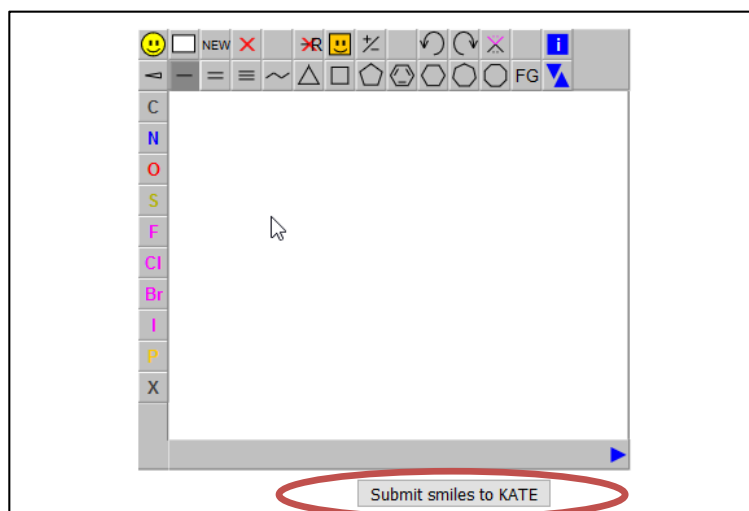 NEW R +/-
FG
C
N
O
S
F
Cl
Br
I
P
X
Submit smiles to KATE